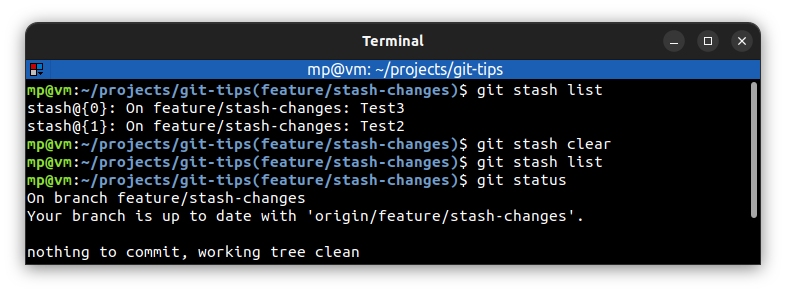 Terminal
mp@vm: ~/projects/git-tips
mp@vm:~/projects/git-tips(feature/stash-changes)$ git stash list
stash@{0}: On feature/stash-changes: Test3
stash@{1}: On feature/stash-changes: Test2
mp@vm:~/projects/git-tips(feature/stash-changes)$ git stash clear
mp@vm:~/projects/git-tips(feature/stash-changes)$ git stash list
mp@vm:~/projects/git-tips(feature/stash-changes)$ git status
On branch feature/stash-changes
Your branch is up to date with 'origin/feature/stash-changes'.
nothing to commit, working tree clean